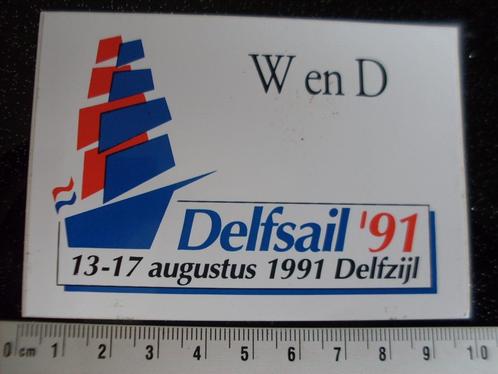 W en D
Delfsail '91
13-17 augustus 1991 Delfzijl
0 cm 1 2 3 4 5 6 7 8 9 10